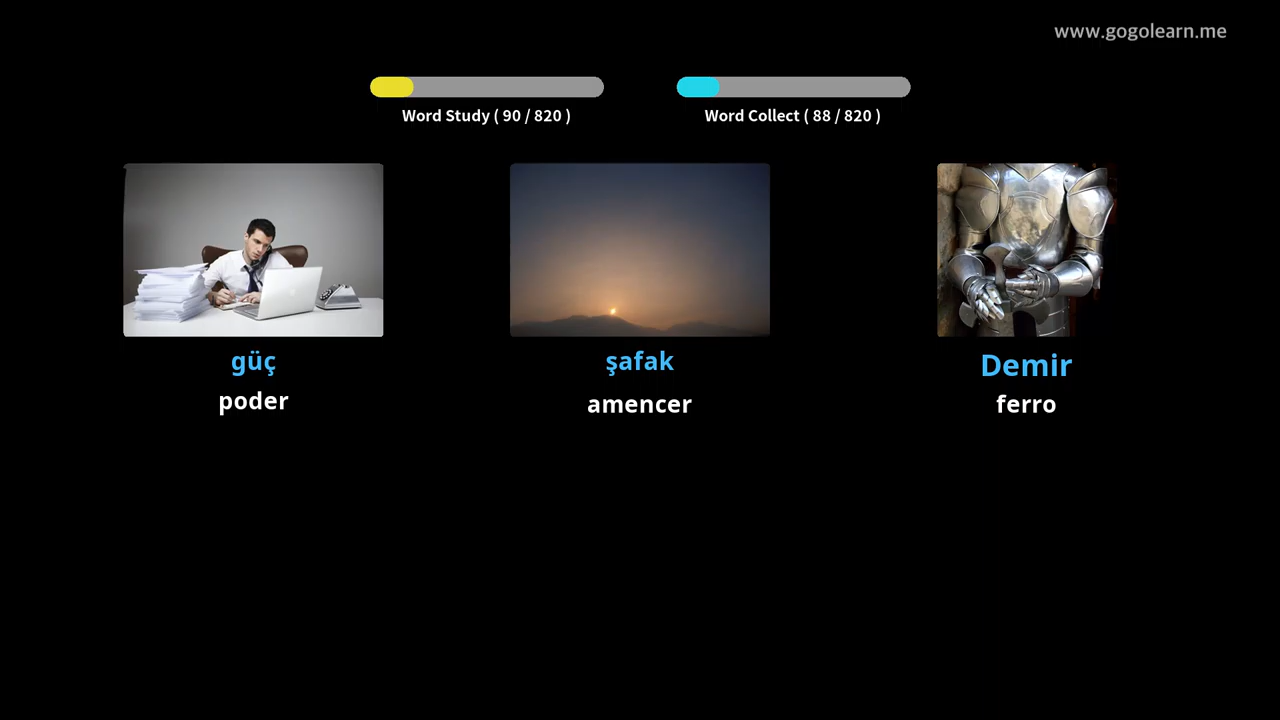 www.gogolearn.me
Word Study ( 90 / 820 )
Word Collect ( 88 / 820 )
güç
poder
şafak
amencer
Demir
ferro